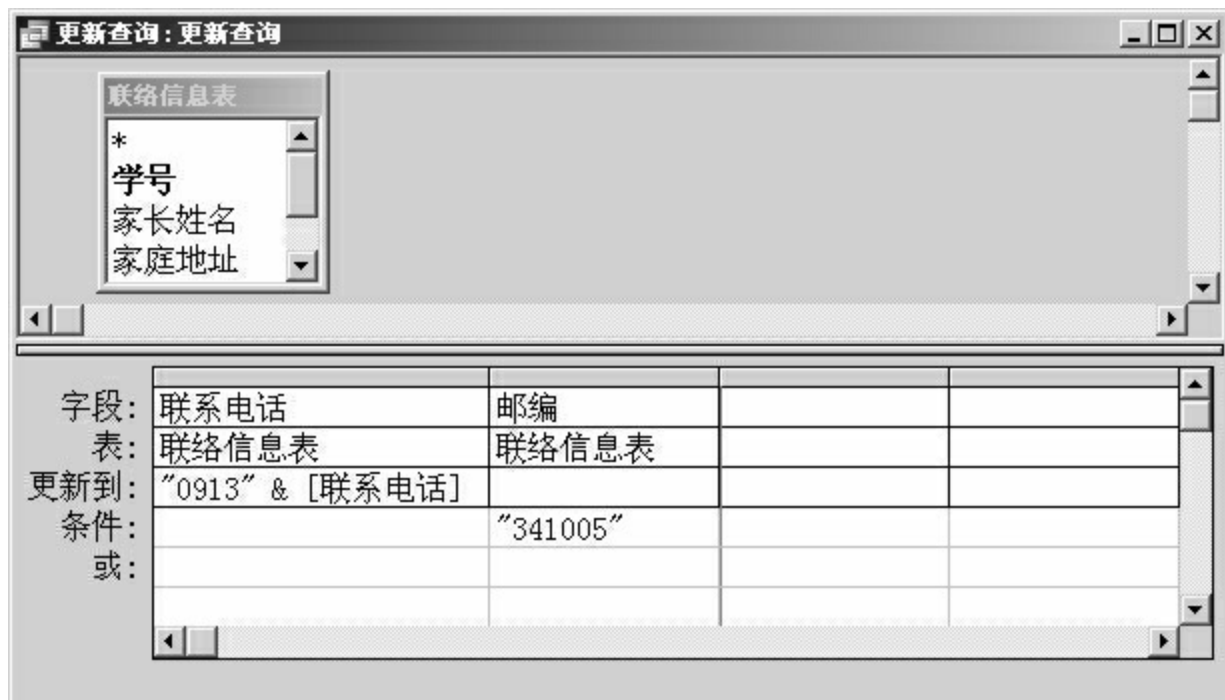 更新查询:更新查询
联络信息表
*
学号
家长姓名
家庭地址
字段: 联系电话 邮编
表: 联络信息表 联络信息表
更新到: "0913" & [联系电话]
条件: "341005"
或: